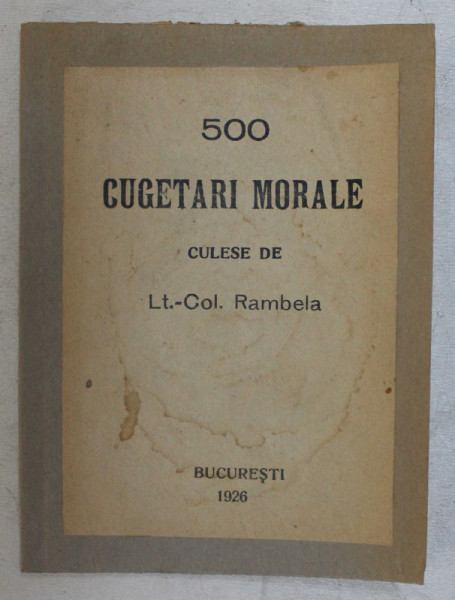 500
CUGETARI MORALE
CULESE DE
Lt.-Col. Rambela
BUCUREŞTI
1926